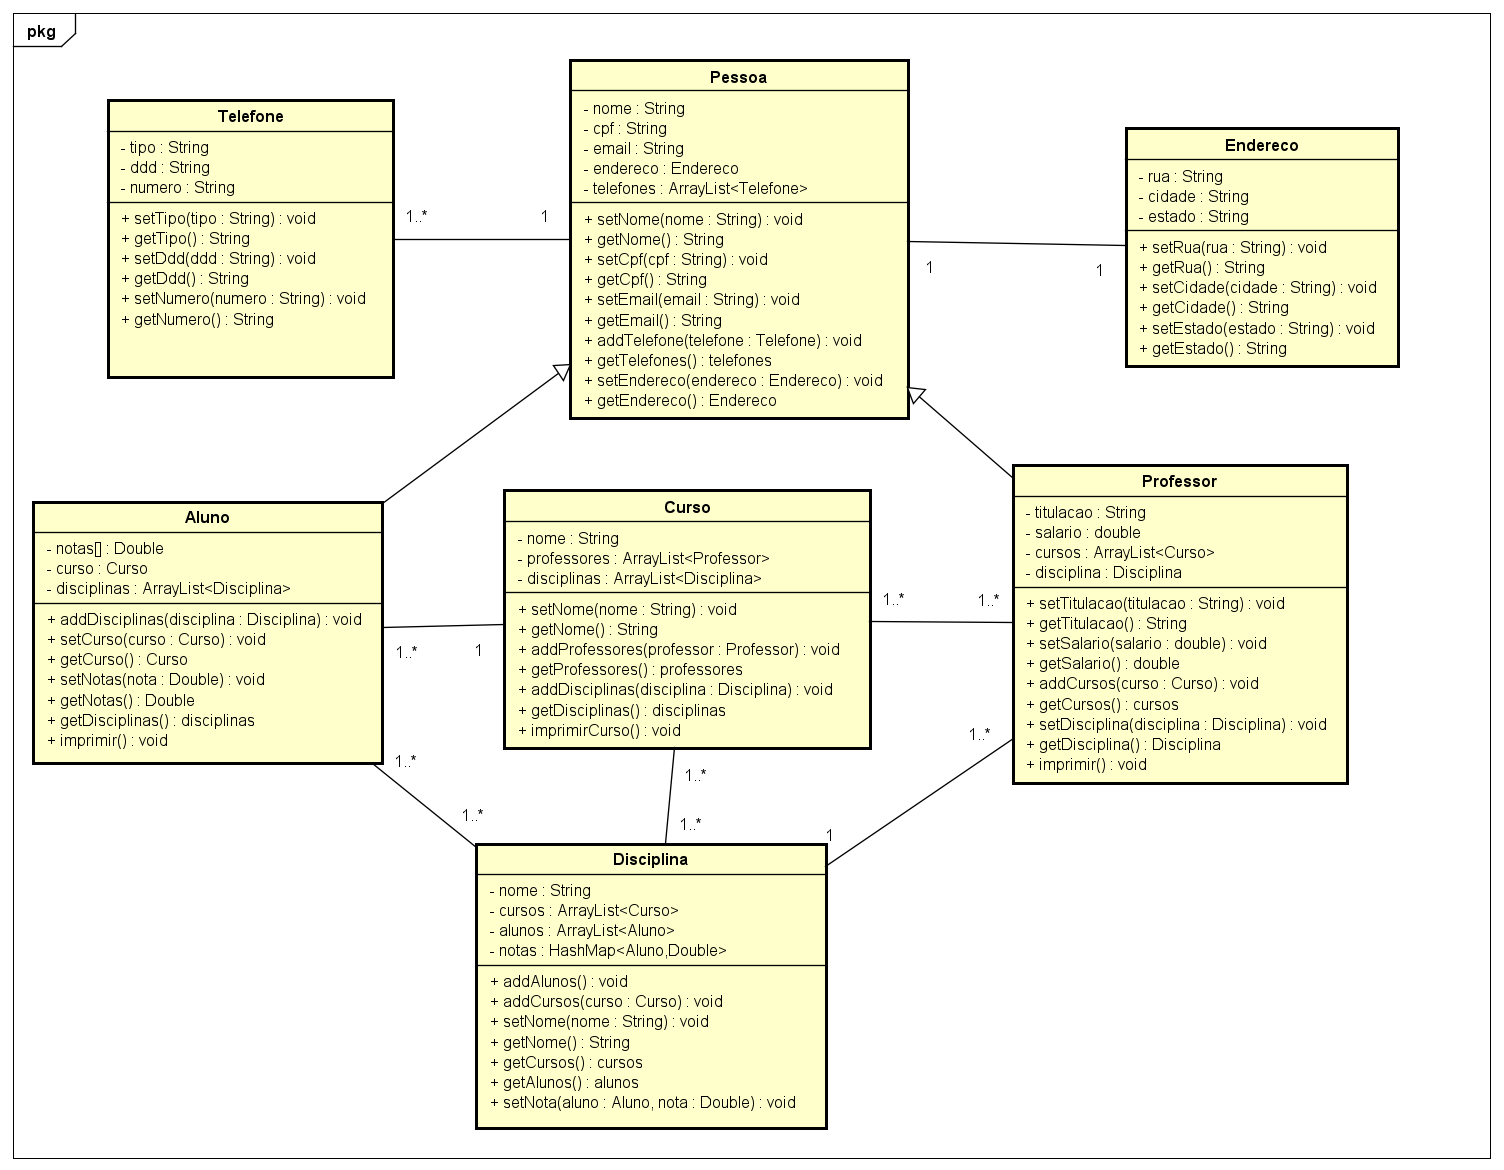 pkg
Pessoa
- nome : String
- cpf : String
- email : String
- endereco : Endereco
- telefones : ArrayList<Telefone>
+ setNome(nome : String) : void
+ getNome() : String
+ setCpf(cpf : String) : void
+ getCpf() : String
+ setEmail(email : String) : void
+ getEmail() : String
+ addTelefone(telefone : Telefone) : void
+ getTelefones() : telefones
+ setEndereco(endereco : Endereco) : void
+ getEndereco() : Endereco
Telefone
- tipo : String
- ddd : String
- numero : String
+ setTipo(tipo : String) : void
+ getTipo() : String
+ setDdd(ddd : String) : void
+ getDdd() : String
+ setNumero(numero : String) : void
+ getNumero() : String
1..*
1
Endereco
- rua : String
- cidade : String
- estado : String
+ setRua(rua : String) : void
+ getRua() : String
+ setCidade(cidade : String) : void
+ getCidade() : String
+ setEstado(estado : String) : void
+ getEstado() : String
1
1
Aluno
- notas[] : Double
- curso : Curso
- disciplinas : ArrayList<Disciplina>
+ addDisciplinas(disciplina : Disciplina) : void
+ setCurso(curso : Curso) : void
+ getCurso() : Curso
+ setNotas(nota : Double) : void
+ getNotas() : Double
+ getDisciplinas() : disciplinas
+ imprimir() : void
1..*
1
Curso
- nome : String
- professores : ArrayList<Professor>
- disciplinas : ArrayList<Disciplina>
+ setNome(nome : String) : void
+ getNome() : String
+ addProfessores(professor : Professor) : void
+ getProfessores() : professores
+ addDisciplinas(disciplina : Disciplina) : void
+ getDisciplinas() : disciplinas
+ imprimirCurso() : void
1..*
1..*
Professor
- titulacao : String
- salario : double
- cursos : ArrayList<Curso>
- disciplina : Disciplina
+ setTitulacao(titulacao : String) : void
+ getTitulacao() : String
+ setSalario(salario : double) : void
+ getSalario() : double
+ addCursos(curso : Curso) : void
+ getCursos() : cursos
+ setDisciplina(disciplina : Disciplina) : void
+ getDisciplina() : Disciplina
+ imprimir() : void
1..*
1..*
1..*
1..*
1..*
1
Disciplina
- nome : String
- cursos : ArrayList<Curso>
- alunos : ArrayList<Aluno>
- notas : HashMap<Aluno,Double>
+ addAlunos() : void
+ addCursos(curso : Curso) : void
+ setNome(nome : String) : void
+ getNome() : String
+ getCursos() : cursos
+ getAlunos() : alunos
+ setNota(aluno : Aluno, nota : Double) : void